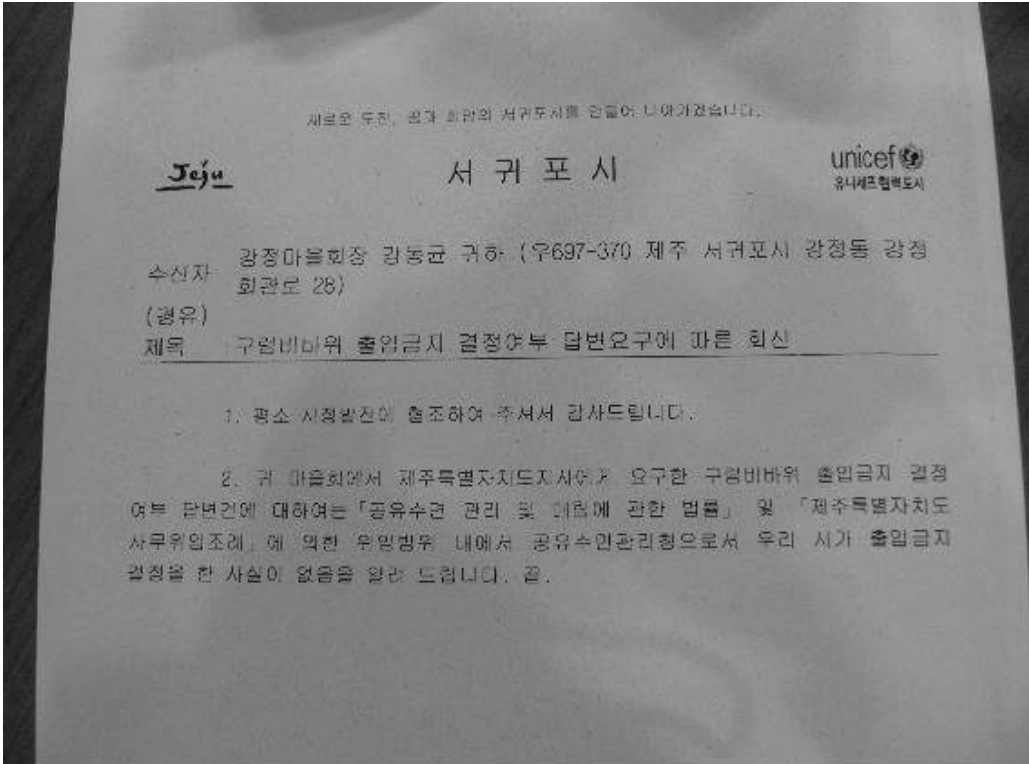 새로운 도전, 꿈과 희망의 서귀포시를 만들어 나아가겠습니다.
Jeju
서 귀 포 시
unicef
유니세프협력도시
수신자 강정마을회장 강동균 귀하 (우697-370 제주 서귀포시 강정동 강정
회관로 28)
(경유)
제목 구럼비바위 출입금지 결정여부 답변요구에 따른 회신
1. 평소 시정발전에 협조하여 주셔서 감사드립니다.
2. 귀 마을회에서 제주특별자치도지사에게 요구한 구럼비바위 출입금지 결정
여부 답변건에 대하여는 「공유수면 관리 및 매립에 관한 법률」 및 「제주특별자치도
사무위임조례」에 의한 위임범위 내에서 공유수면관리청으로서 우리 시가 출입금지
결정을 한 사실이 없음을 알려 드립니다. 끝.